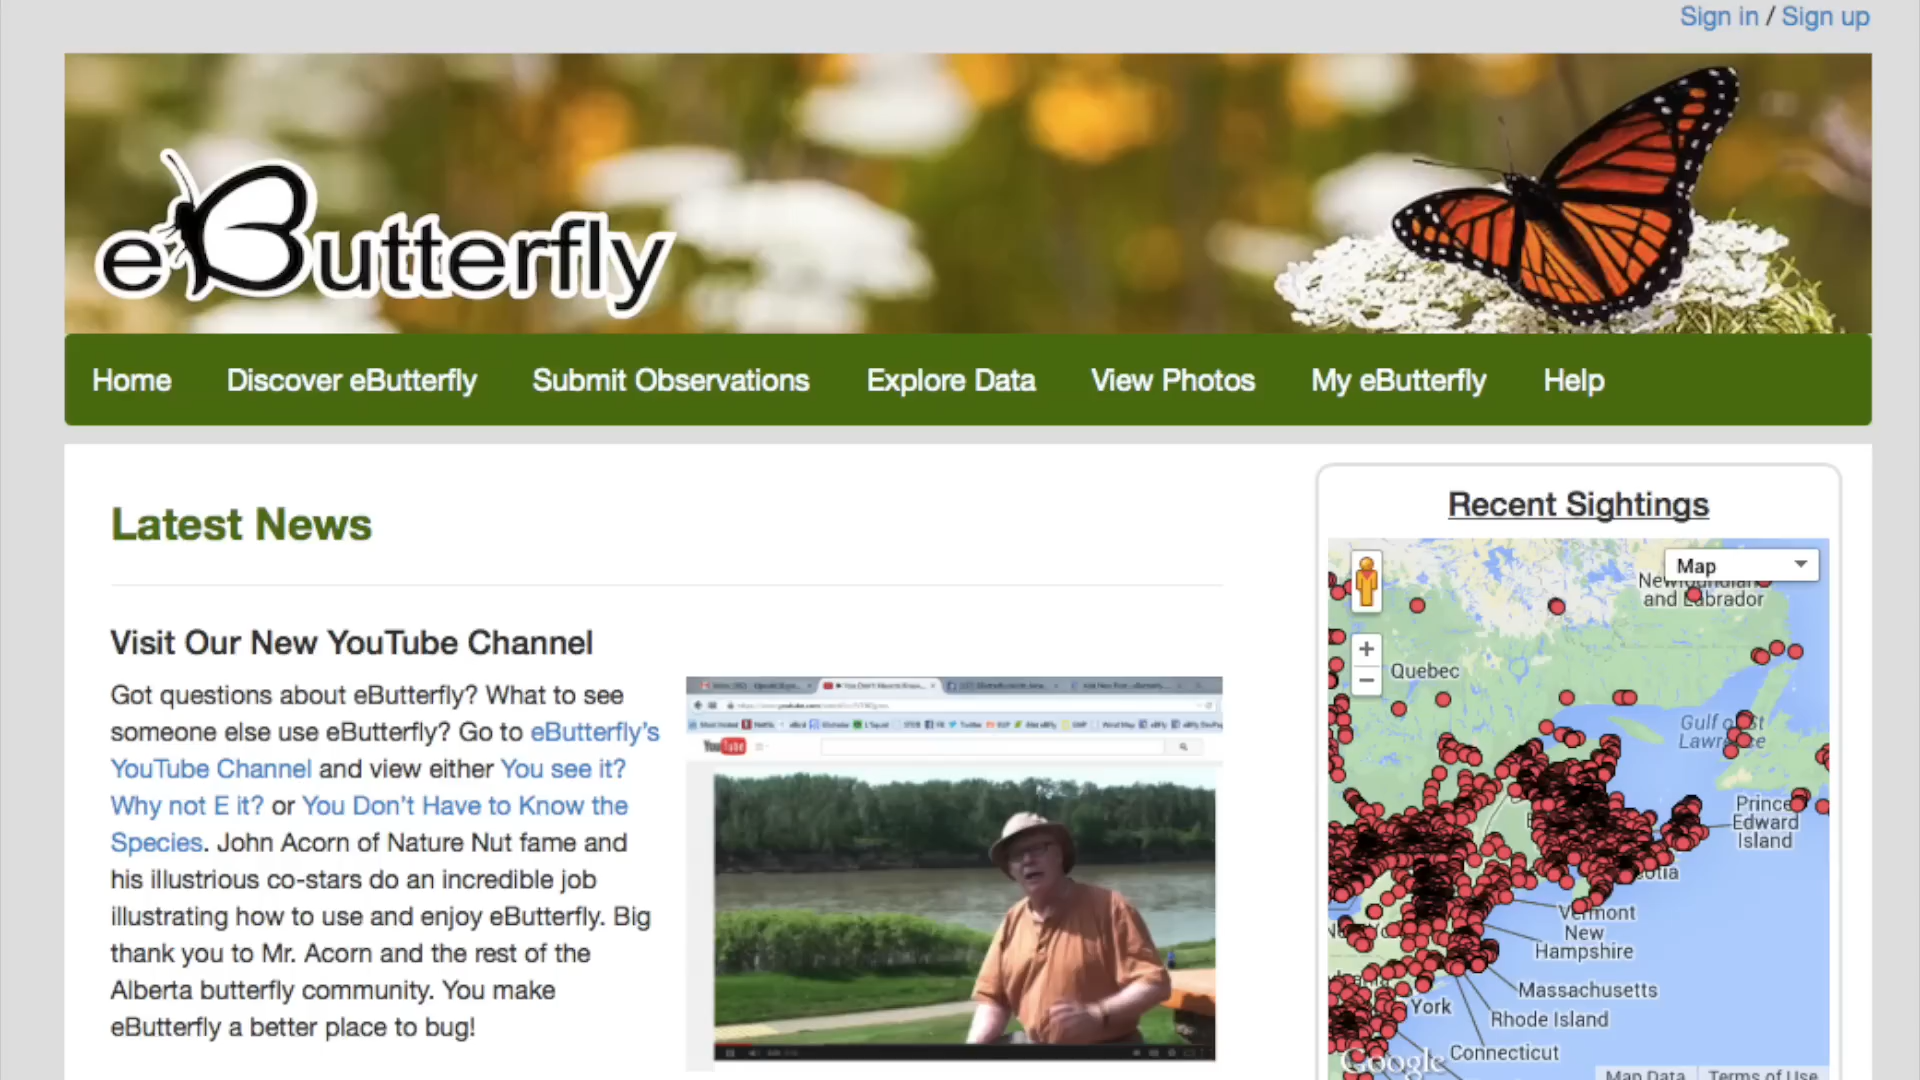 Sign in / Sign up
eButterfly
Home Discover eButterfly Submit Observations Explore Data View Photos My eButterfly Help
Latest News
Visit Our New YouTube Channel
Got questions about eButterfly? What to see
someone else use eButterfly? Go to eButterfly's
YouTube Channel and view either You see it?
Why not E it? or You Don't Have to Know the
Species. John Acorn of Nature Nut fame and
his illustrious co-stars do an incredible job
illustrating how to use and enjoy eButterfly. Big
thank you to Mr. Acorn and the rest of the
Alberta butterfly community. You make
eButterfly a better place to bug!
YouTube
Recent Sightings
Map
Newfoundland
and Labrador
+
−
Quebec
Gulf of St
Lawrence
Prince
Edward
Island
Vermont
New
Hampshire
Massachusetts
York
Rhode Island
Connecticut
Google
Map Data Terms of Use